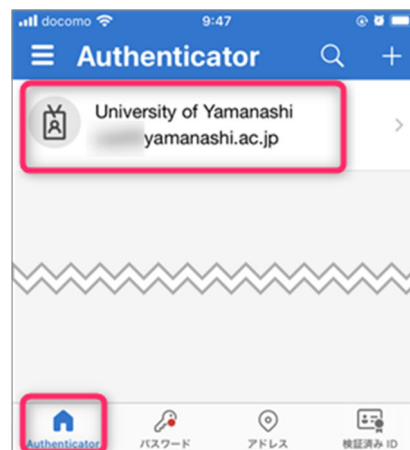 docomo 9:47
Authenticator
University of Yamanashi
yamanashi.ac.jp
Authenticator パスワード アドレス 検証済み ID